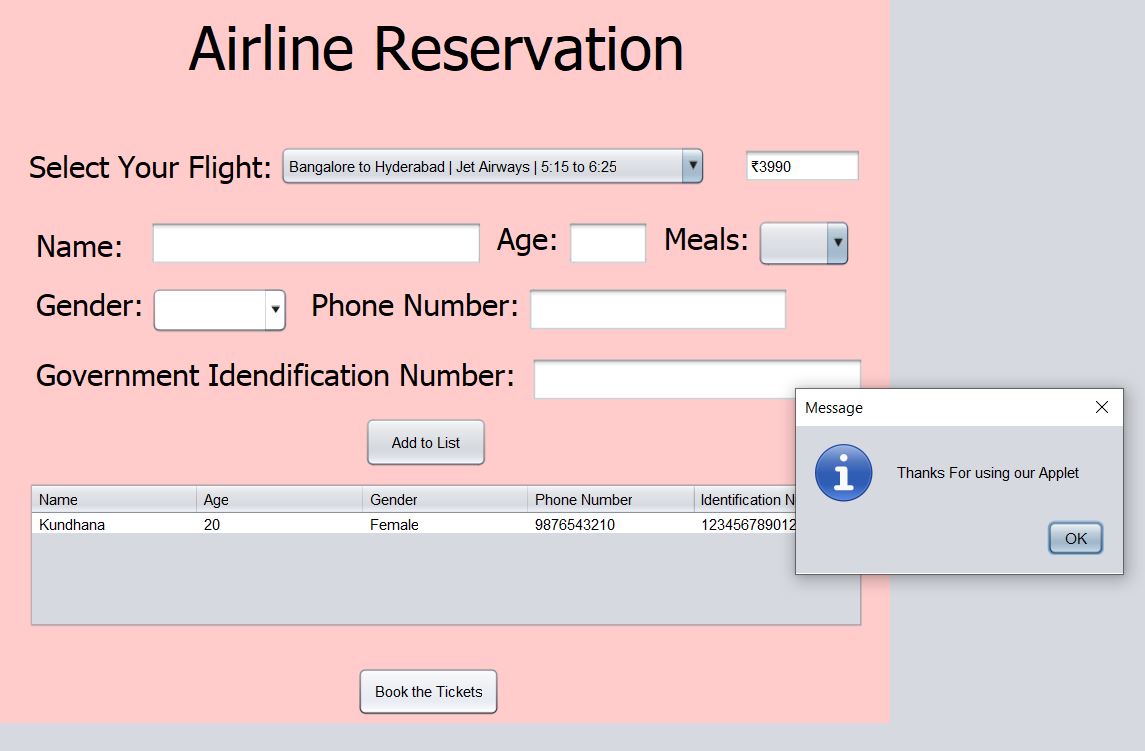 Airline Reservation
Select Your Flight: Bangalore to Hyderabad | Jet Airways | 5:15 to 6:25 ₹3990
Name: Age: Meals:
Gender: Phone Number:
Government Idendification Number:
Add to List
Name Age Gender Phone Number Identification N
Kundhana 20 Female 9876543210 123456789012
Book the Tickets
Message
Thanks For using our Applet
OK